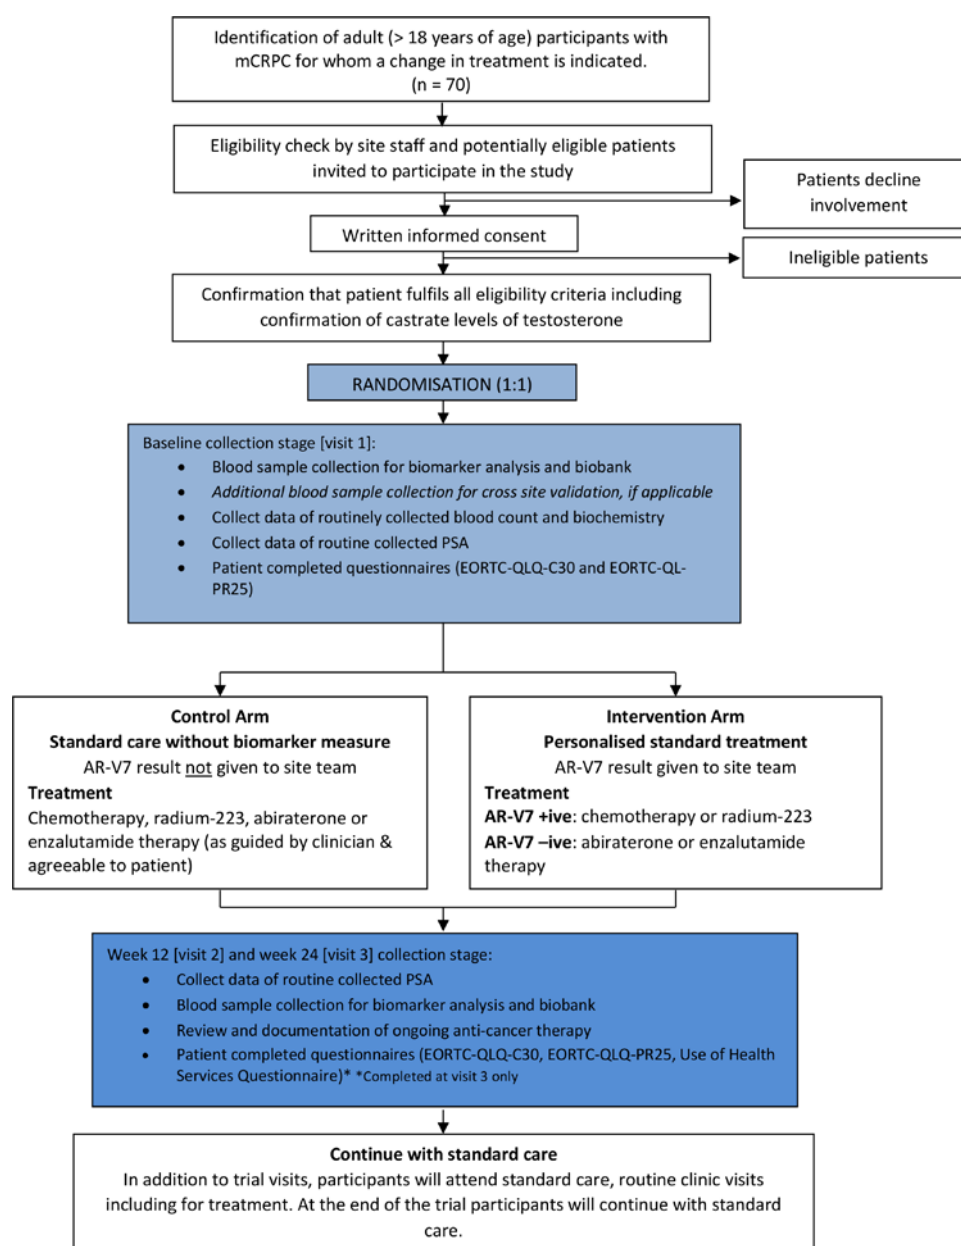 Identification of adult (> 18 years of age) participants with
mCRPC for whom a change in treatment is indicated.
(n = 70)
Eligibility check by site staff and potentially eligible patients
invited to participate in the study
Patients decline
involvement
Written informed consent
Ineligible patients
Confirmation that patient fulfils all eligibility criteria including
confirmation of castrate levels of testosterone
RANDOMISATION (1:1)
Baseline collection stage [visit 1]:
• Blood sample collection for biomarker analysis and biobank
• Additional blood sample collection for cross site validation, if applicable
• Collect data of routinely collected blood count and biochemistry
• Collect data of routine collected PSA
• Patient completed questionnaires (EORTC-QLQ-C30 and EORTC-QL-
PR25)
Control Arm
Standard care without biomarker measure
AR-V7 result not given to site team
Treatment
Chemotherapy, radium-223, abiraterone or
enzalutamide therapy (as guided by clinician &
agreeable to patient)
Intervention Arm
Personalised standard treatment
AR-V7 result given to site team
Treatment
AR-V7 +ive: chemotherapy or radium-223
AR-V7 –ive: abiraterone or enzalutamide
therapy
Week 12 [visit 2] and week 24 [visit 3] collection stage:
• Collect data of routine collected PSA
• Blood sample collection for biomarker analysis and biobank
• Review and documentation of ongoing anti-cancer therapy
• Patient completed questionnaires (EORTC-QLQ-C30, EORTC-QLQ-PR25, Use of Health
Services Questionnaire)* *Completed at visit 3 only
Continue with standard care
In addition to trial visits, participants will attend standard care, routine clinic visits
including for treatment. At the end of the trial participants will continue with standard
care.